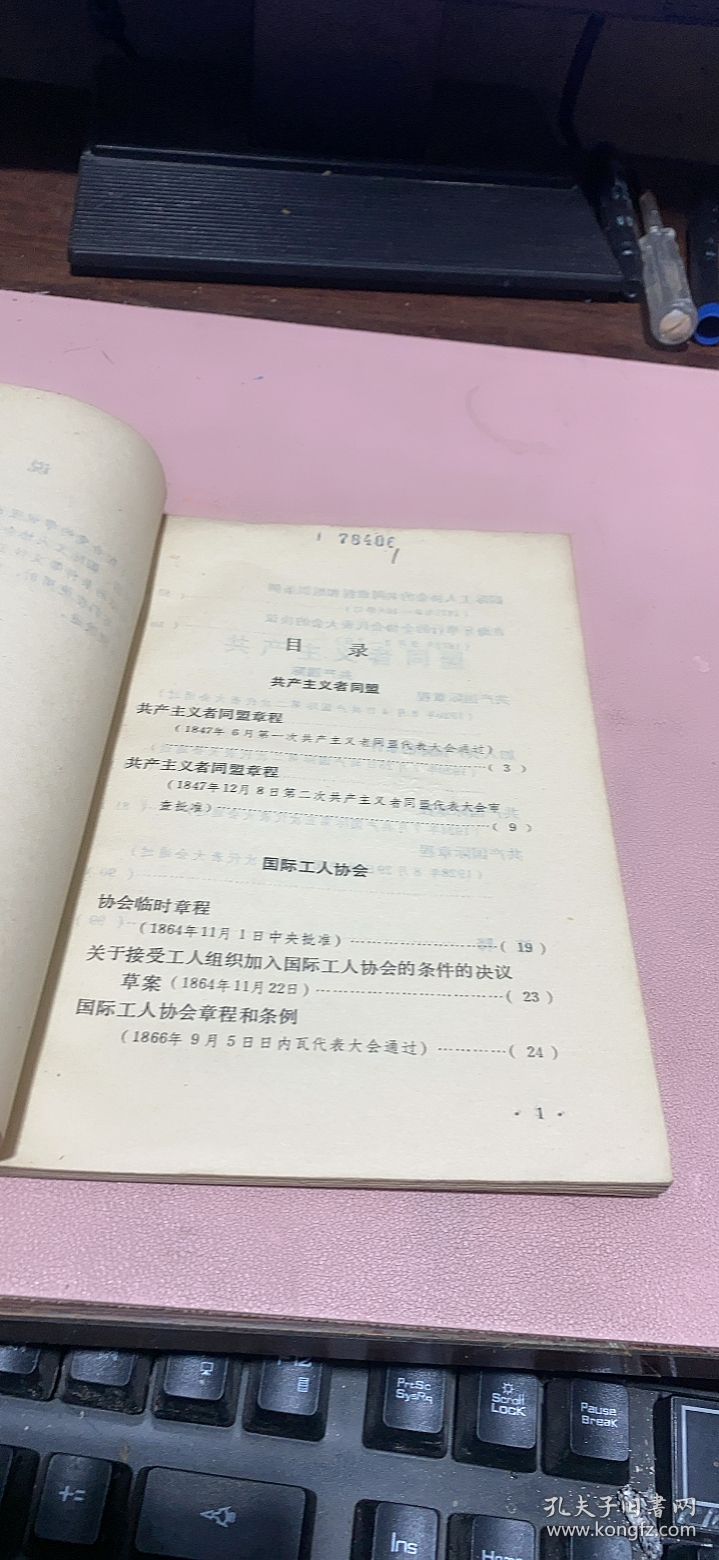 178406
目 录
共产主义者同盟
共产主义者同盟章程
(1847年 6月第一次共产主义者同盟代表大会通过)
……( 3 )
共产主义者同盟章程
(1847年12月 8日第二次共产主义者同盟代表大会审
查批准)……( 9 )
国际工人协会
协会临时章程
(1864年11月 1日中央批准)……( 19 )
关于接受工人组织加入国际工人协会的条件的决议
草案(1864年11月22日)……( 23 )
国际工人协会章程和条例
(1866年 9月 5日日内瓦代表大会通过)……( 24 )
· 1 ·
F12
PrtSc
SysRq
Scroll
LOCK
Pause
Break
+=
Ins
孔夫子旧书网
www.kongfz.com